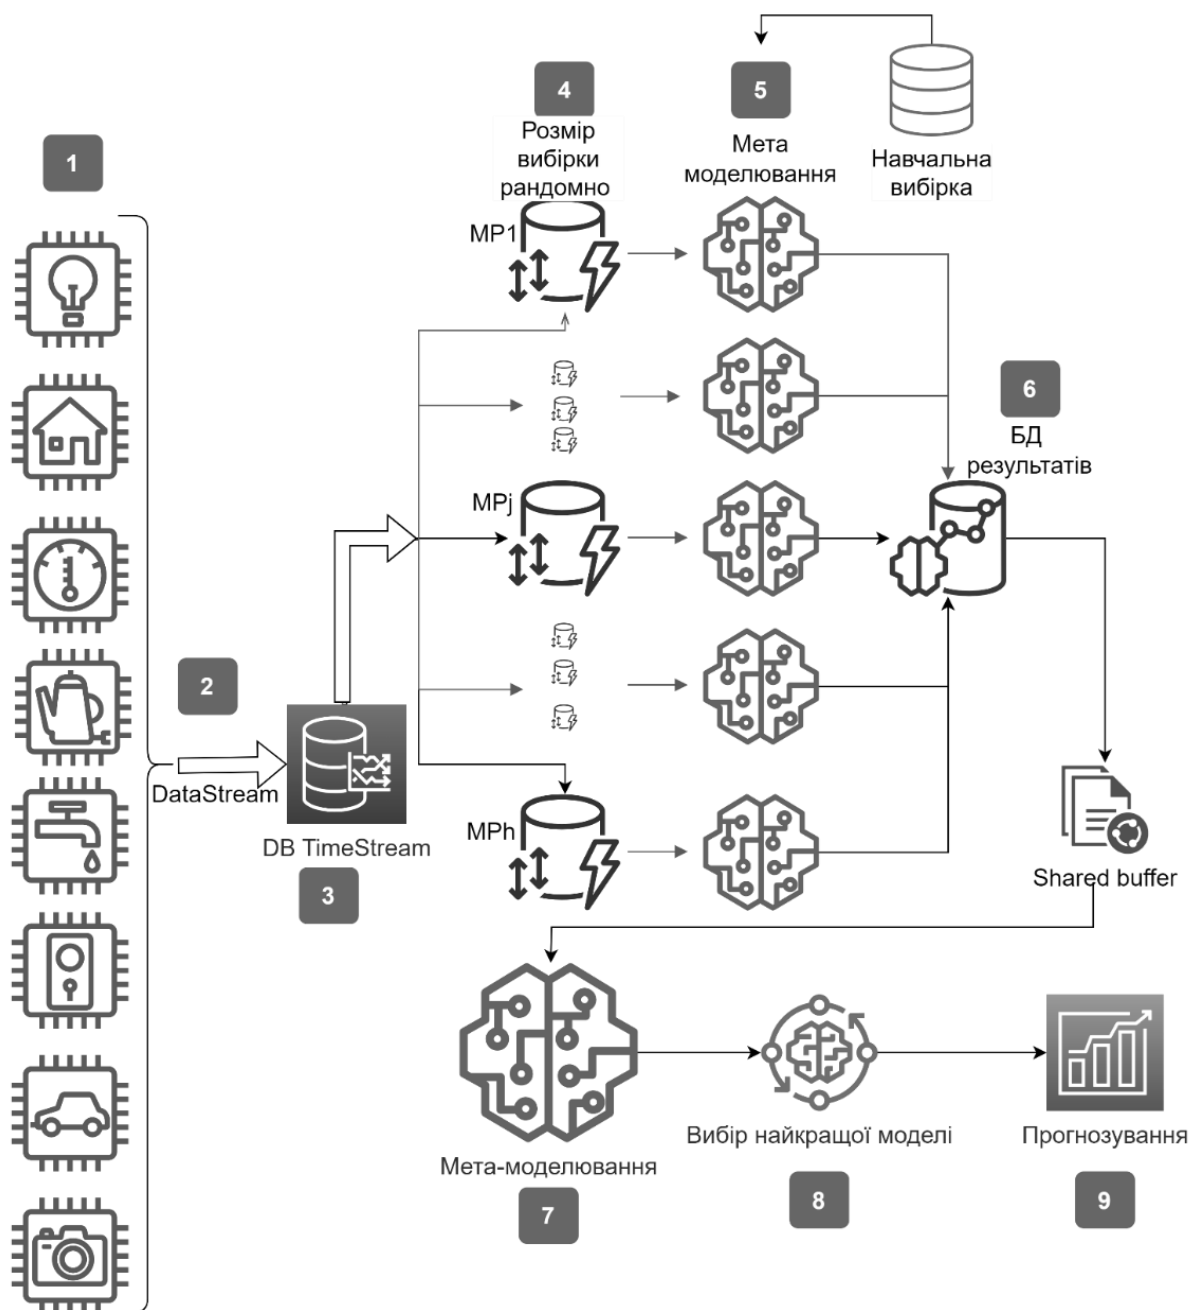 1
4
Розмір
вибірки
рандомно
5
Мета
моделювання
Навчальна
вибірка
MP1
6
БД
результатів
MPj
2
DataStream
DB TimeStream
3
MPh
Shared buffer
Мета-моделювання
7
Вибір найкращої моделі
8
Прогнозування
9